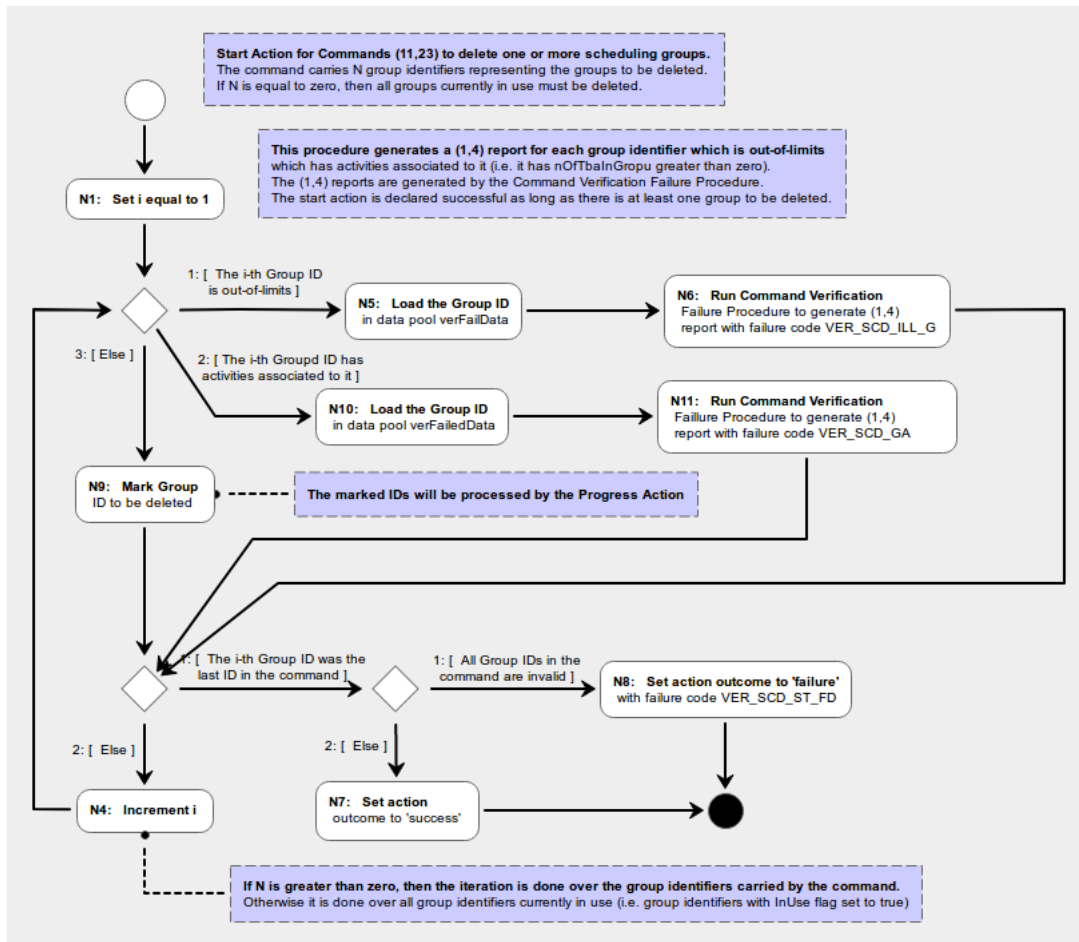 Start Action for Commands (11,23) to delete one or more scheduling groups.
The command carries N group identifiers representing the groups to be deleted.
If N is equal to zero, then all groups currently in use must be deleted.
This procedure generates a (1,4) report for each group identifier which is out-of-limits
which has activities associated to it (i.e. it has nOfTbaInGropu greater than zero).
The (1,4) reports are generated by the Command Verification Failure Procedure.
The start action is declared successful as long as there is at least one group to be deleted.
N1: Set i equal to 1
1: [ The i-th Group ID
is out-of-limits ]
N5: Load the Group ID
in data pool verFailData
N6: Run Command Verification
Failure Procedure to generate (1,4)
report with failure code VER_SCD_ILL_G
3: [ Else ]
2: [ The i-th Groupd ID has
activities associated to it ]
N10: Load the Group ID
in data pool verFailedData
N11: Run Command Verification
Faillure Procedure to generate (1,4)
report with failure code VER_SCD_GA
N9: Mark Group
ID to be deleted
The marked IDs will be processed by the Progress Action
1: [ The i-th Group ID was the
last ID in the command ]
1: [ All Group IDs in the
command are invalid ]
N8: Set action outcome to 'failure'
with failure code VER_SCD_ST_FD
2: [ Else ]
2: [ Else ]
N4: Increment i
N7: Set action
outcome to 'success'
If N is greater than zero, then the iteration is done over the group identifiers carried by the command.
Otherwise it is done over all group identifiers currently in use (i.e. group identifiers with InUse flag set to true)